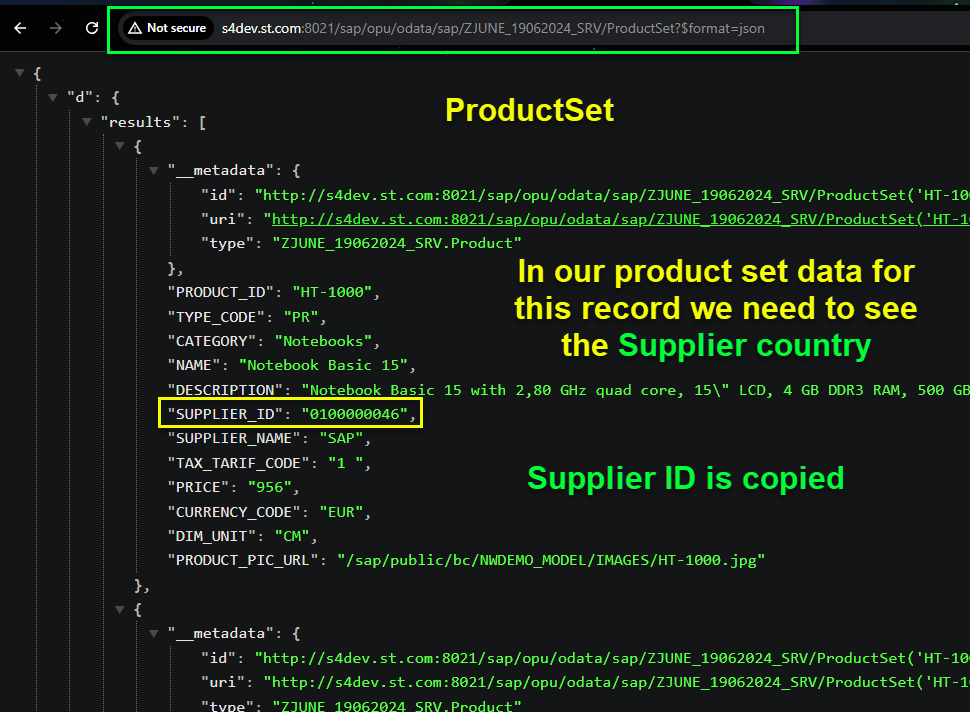 Not secure s4dev.st.com:8021/sap/opu/odata/sap/ZJUNE_19062024_SRV/ProductSet?$format=json
{
"d": {
ProductSet
"results": [
{
"__metadata": {
"id": "http://s4dev.st.com:8021/sap/opu/odata/sap/ZJUNE_19062024_SRV/ProductSet('HT-100
"uri": "http://s4dev.st.com:8021/sap/opu/odata/sap/ZJUNE_19062024_SRV/ProductSet('HT-1
"type": "ZJUNE_19062024_SRV.Product"
},
In our product set data for
this record we need to see
the Supplier country
"PRODUCT_ID": "HT-1000",
"TYPE_CODE": "PR",
"CATEGORY": "Notebooks",
"NAME": "Notebook Basic 15",
"DESCRIPTION": "Notebook Basic 15 with 2,80 GHz quad core, 15\" LCD, 4 GB DDR3 RAM, 500 GB
"SUPPLIER_ID": "0100000046",
"SUPPLIER_NAME": "SAP",
"TAX_TARIF_CODE": "1 ",
Supplier ID is copied
"PRICE": "956",
"CURRENCY_CODE": "EUR",
"DIM_UNIT": "CM",
"PRODUCT_PIC_URL": "/sap/public/bc/NWDEMO_MODEL/IMAGES/HT-1000.jpg"
},
{
"__metadata": {
"id": "http://s4dev.st.com:8021/sap/opu/odata/sap/ZJUNE_19062024_SRV/ProductSet('HT-100
"uri": "http://s4dev.st.com:8021/sap/opu/odata/sap/ZJUNE_19062024_SRV/ProductSet('HT-1
"type": "ZJUNE_19062024_SRV.Product"